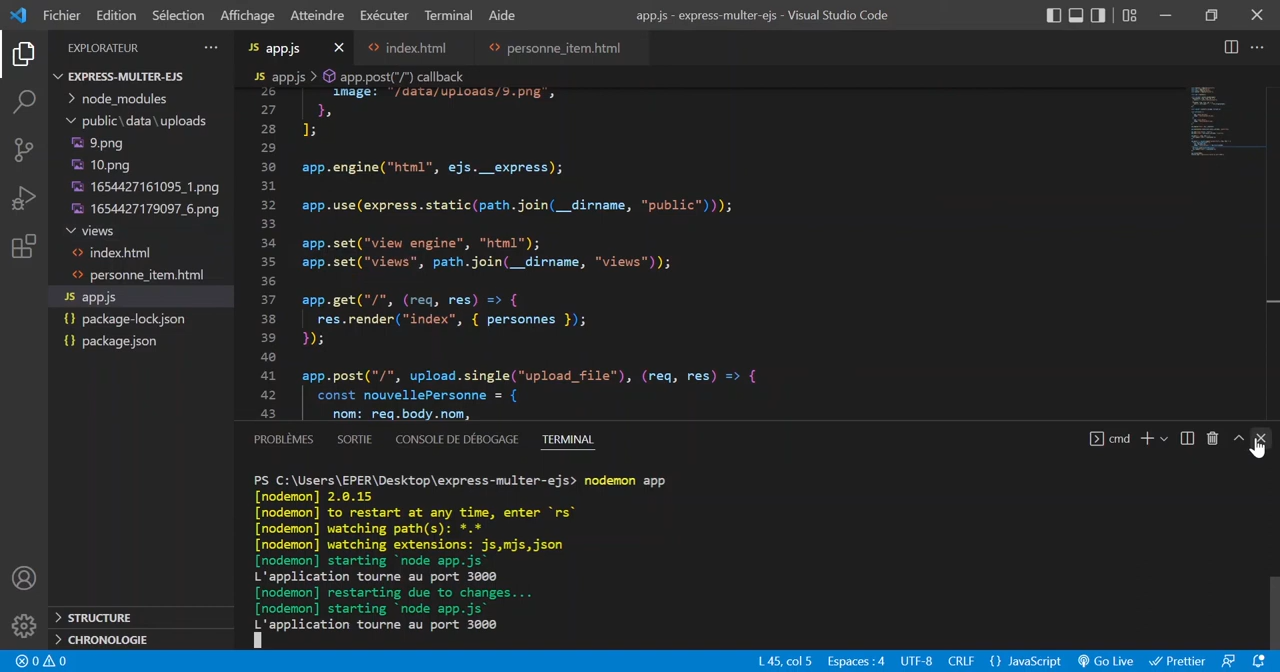 Fichier Edition Sélection Affichage Atteindre Exécuter Terminal Aide app.js - express-multer-ejs - Visual Studio Code
EXPLORATEUR ···
EXPRESS-MULTER-EJS
node_modules
public\data\uploads
9.png
10.png
1654427161095_1.png
1654427179097_6.png
views
index.html
personne_item.html
JS app.js
{} package-lock.json
{} package.json
STRUCTURE
CHRONOLOGIE
JS app.js <> index.html <> personne_item.html
JS app.js > app.post("/") callback
26 image: "/data/uploads/9.png",
27 },
28 ];
29
30 app.engine("html", ejs.__express);
31
32 app.use(express.static(path.join(__dirname, "public")));
33
34 app.set("view engine", "html");
35 app.set("views", path.join(__dirname, "views"));
36
37 app.get("/", (req, res) => {
38 res.render("index", { personnes });
39 });
40
41 app.post("/", upload.single("upload_file"), (req, res) => {
42 const nouvellePersonne = {
43 nom: req.body.nom,
PROBLÈMES SORTIE CONSOLE DE DÉBOGAGE TERMINAL cmd
PS C:\Users\EPER\Desktop\express-multer-ejs> nodemon app
[nodemon] 2.0.15
[nodemon] to restart at any time, enter `rs`
[nodemon] watching path(s): *.*
[nodemon] watching extensions: js,mjs,json
[nodemon] starting `node app.js`
L'application tourne au port 3000
[nodemon] restarting due to changes...
[nodemon] starting `node app.js`
L'application tourne au port 3000
0 0 L 45, col 5 Espaces : 4 UTF-8 CRLF {} JavaScript Go Live Prettier